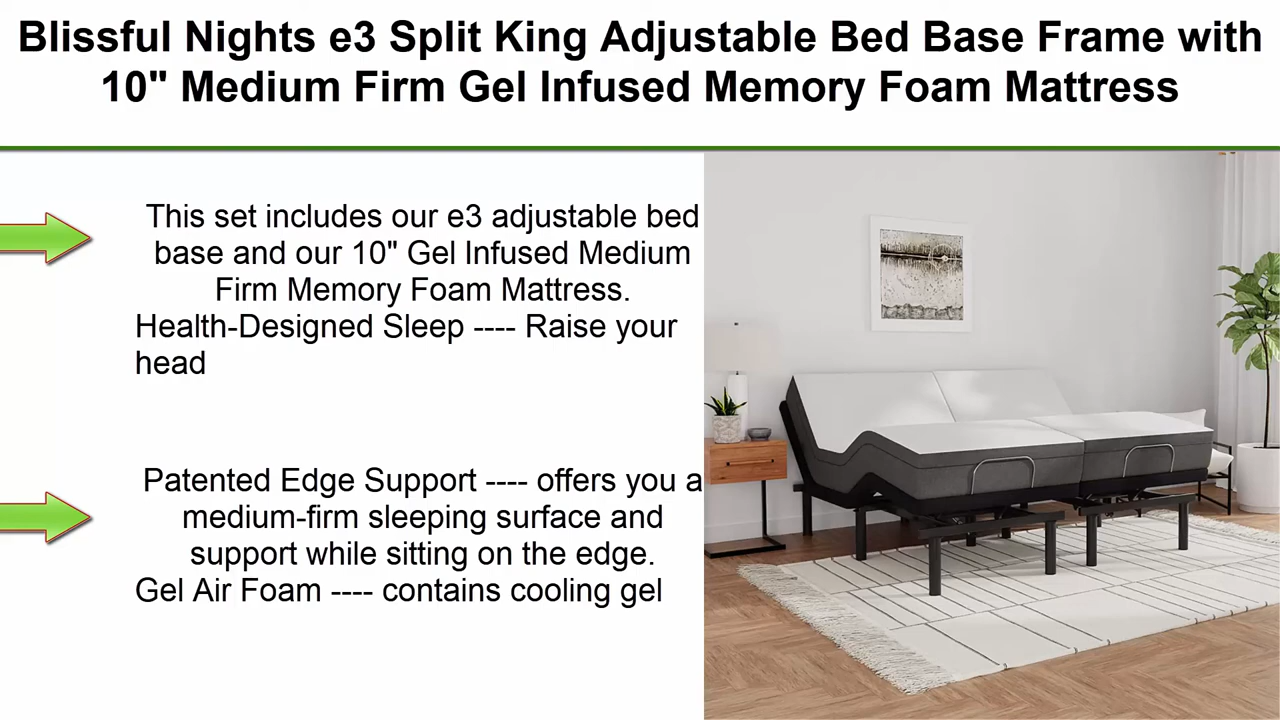 Blissful Nights e3 Split King Adjustable Bed Base Frame with
10" Medium Firm Gel Infused Memory Foam Mattress
This set includes our e3 adjustable bed
base and our 10" Gel Infused Medium
Firm Memory Foam Mattress.
Health-Designed Sleep ---- Raise your
head
Patented Edge Support ---- offers you a
medium-firm sleeping surface and
support while sitting on the edge.
Gel Air Foam ---- contains cooling gel